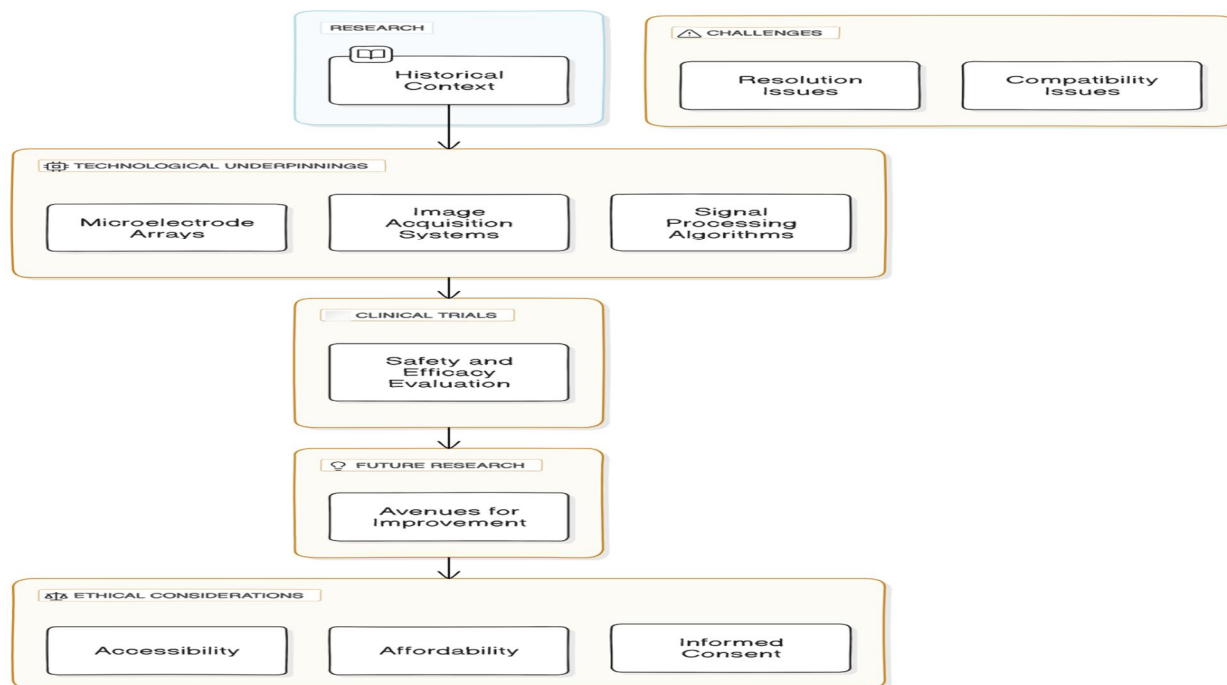 RESEARCH
Historical
Context
CHALLENGES
Resolution
Issues
Compatibility
Issues
TECHNOLOGICAL UNDERPINNINGS
Microelectrode
Arrays
Image
Acquisition
Systems
Signal
Processing
Algorithms
CLINICAL TRIALS
Safety and
Efficacy
Evaluation
FUTURE RESEARCH
Avenues for
Improvement
ETHICAL CONSIDERATIONS
Accessibility
Affordability
Informed
Consent